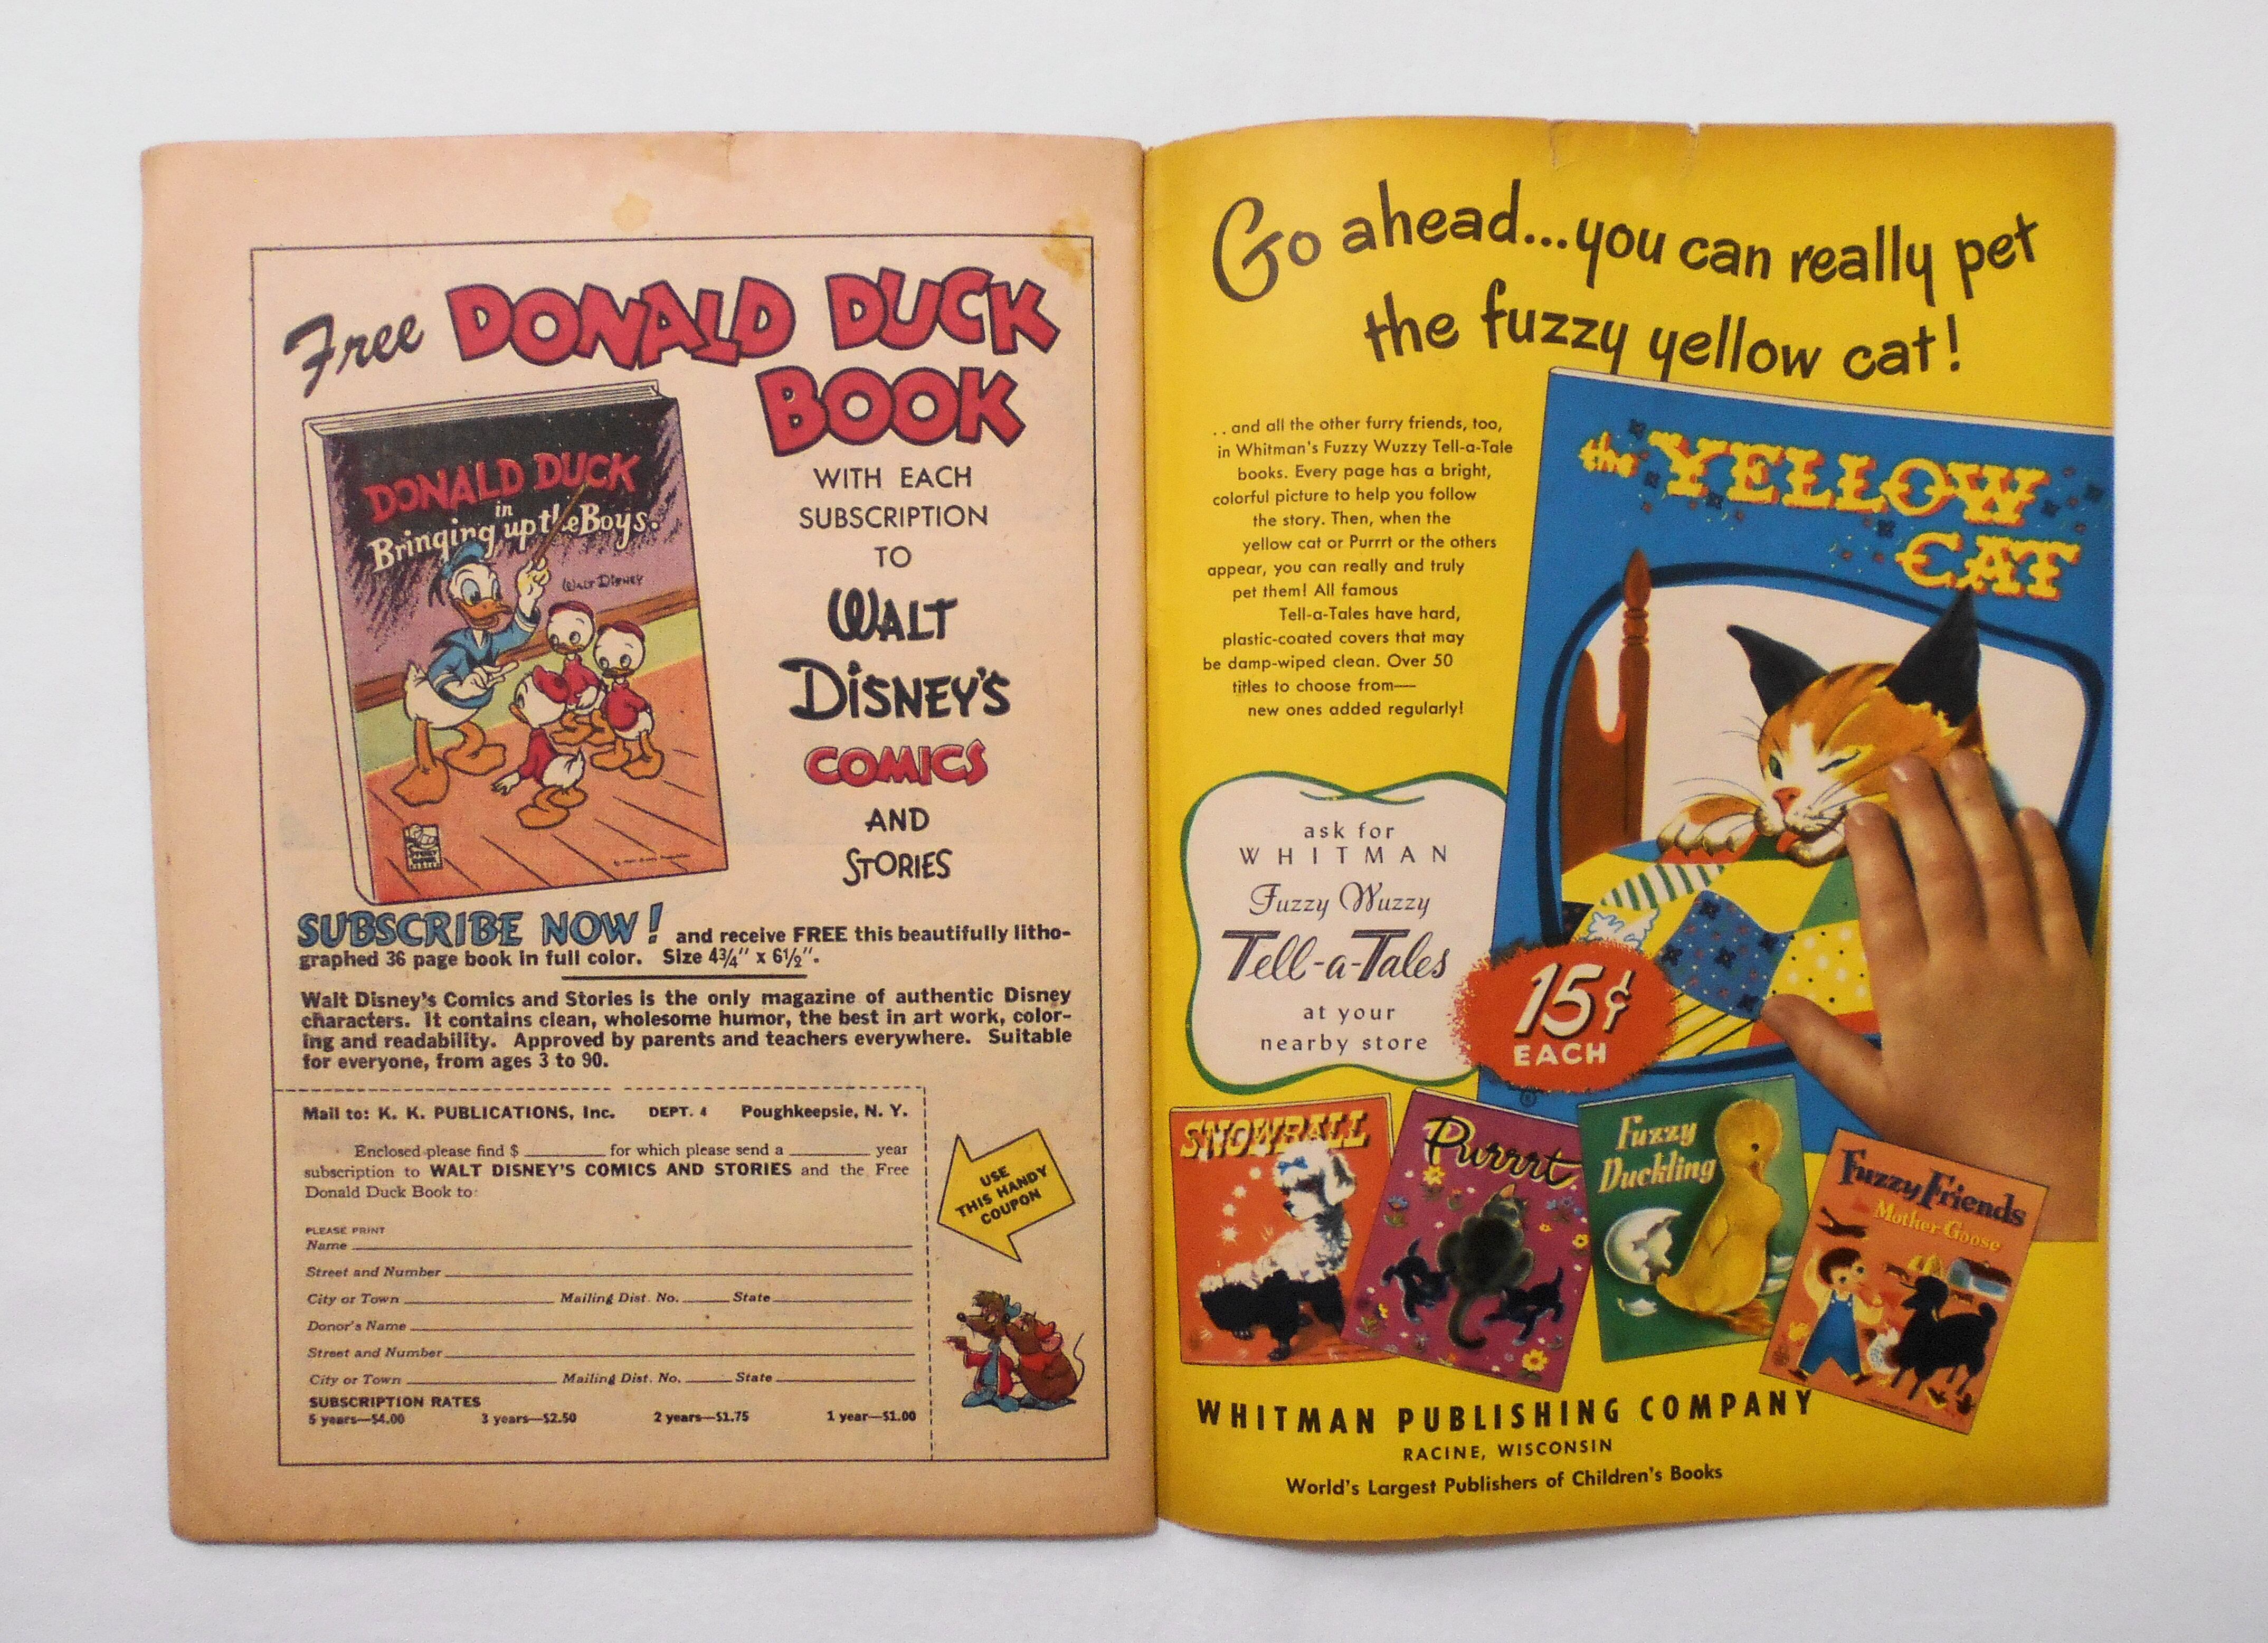 Free DONALD DUCK
BOOK
DONALD DUCK
in
Bringing up the Boys.
WALT DISNEY
WITH EACH
SUBSCRIPTION
TO
WALT
DISNEY'S
COMICS
AND
STORIES
SUBSCRIBE NOW! and receive FREE this beautifully litho-
graphed 36 page book in full color. Size 4¾" x 6½".
Walt Disney's Comics and Stories is the only magazine of authentic Disney
characters. It contains clean, wholesome humor, the best in art work, color-
ing and readability. Approved by parents and teachers everywhere. Suitable
for everyone, from ages 3 to 90.
Mail to: K. K. PUBLICATIONS, Inc. DEPT. 4 Poughkeepsie, N. Y.
Enclosed please find $ ________ for which please send a ________ year
subscription to WALT DISNEY'S COMICS AND STORIES and the Free
Donald Duck Book to:
PLEASE PRINT
Name
Street and Number
City or Town Mailing Dist. No. State
Donor's Name
Street and Number
City or Town Mailing Dist. No. State
SUBSCRIPTION RATES
5 years—$4.00 3 years—$2.50 2 years—$1.75 1 year—$1.00
USE
THIS HANDY
COUPON
Go ahead...you can really pet
the fuzzy yellow cat!
..and all the other furry friends, too,
in Whitman's Fuzzy Wuzzy Tell-a-Tale
books. Every page has a bright,
colorful picture to help you follow
the story. Then, when the
yellow cat or Purrrt or the others
appear, you can really and truly
pet them! All famous
Tell-a-Tales have hard,
plastic-coated covers that may
be damp-wiped clean. Over 50
titles to choose from—
new ones added regularly!
the YELLOW
CAT
ask for
WHITMAN
Fuzzy Wuzzy
Tell-a-Tales
at your
nearby store
15¢
EACH
SNOWBALL
Purrrt
Fuzzy
Duckling
Fuzzy Friends
Mother Goose
WHITMAN PUBLISHING COMPANY
RACINE, WISCONSIN
World's Largest Publishers of Children's Books